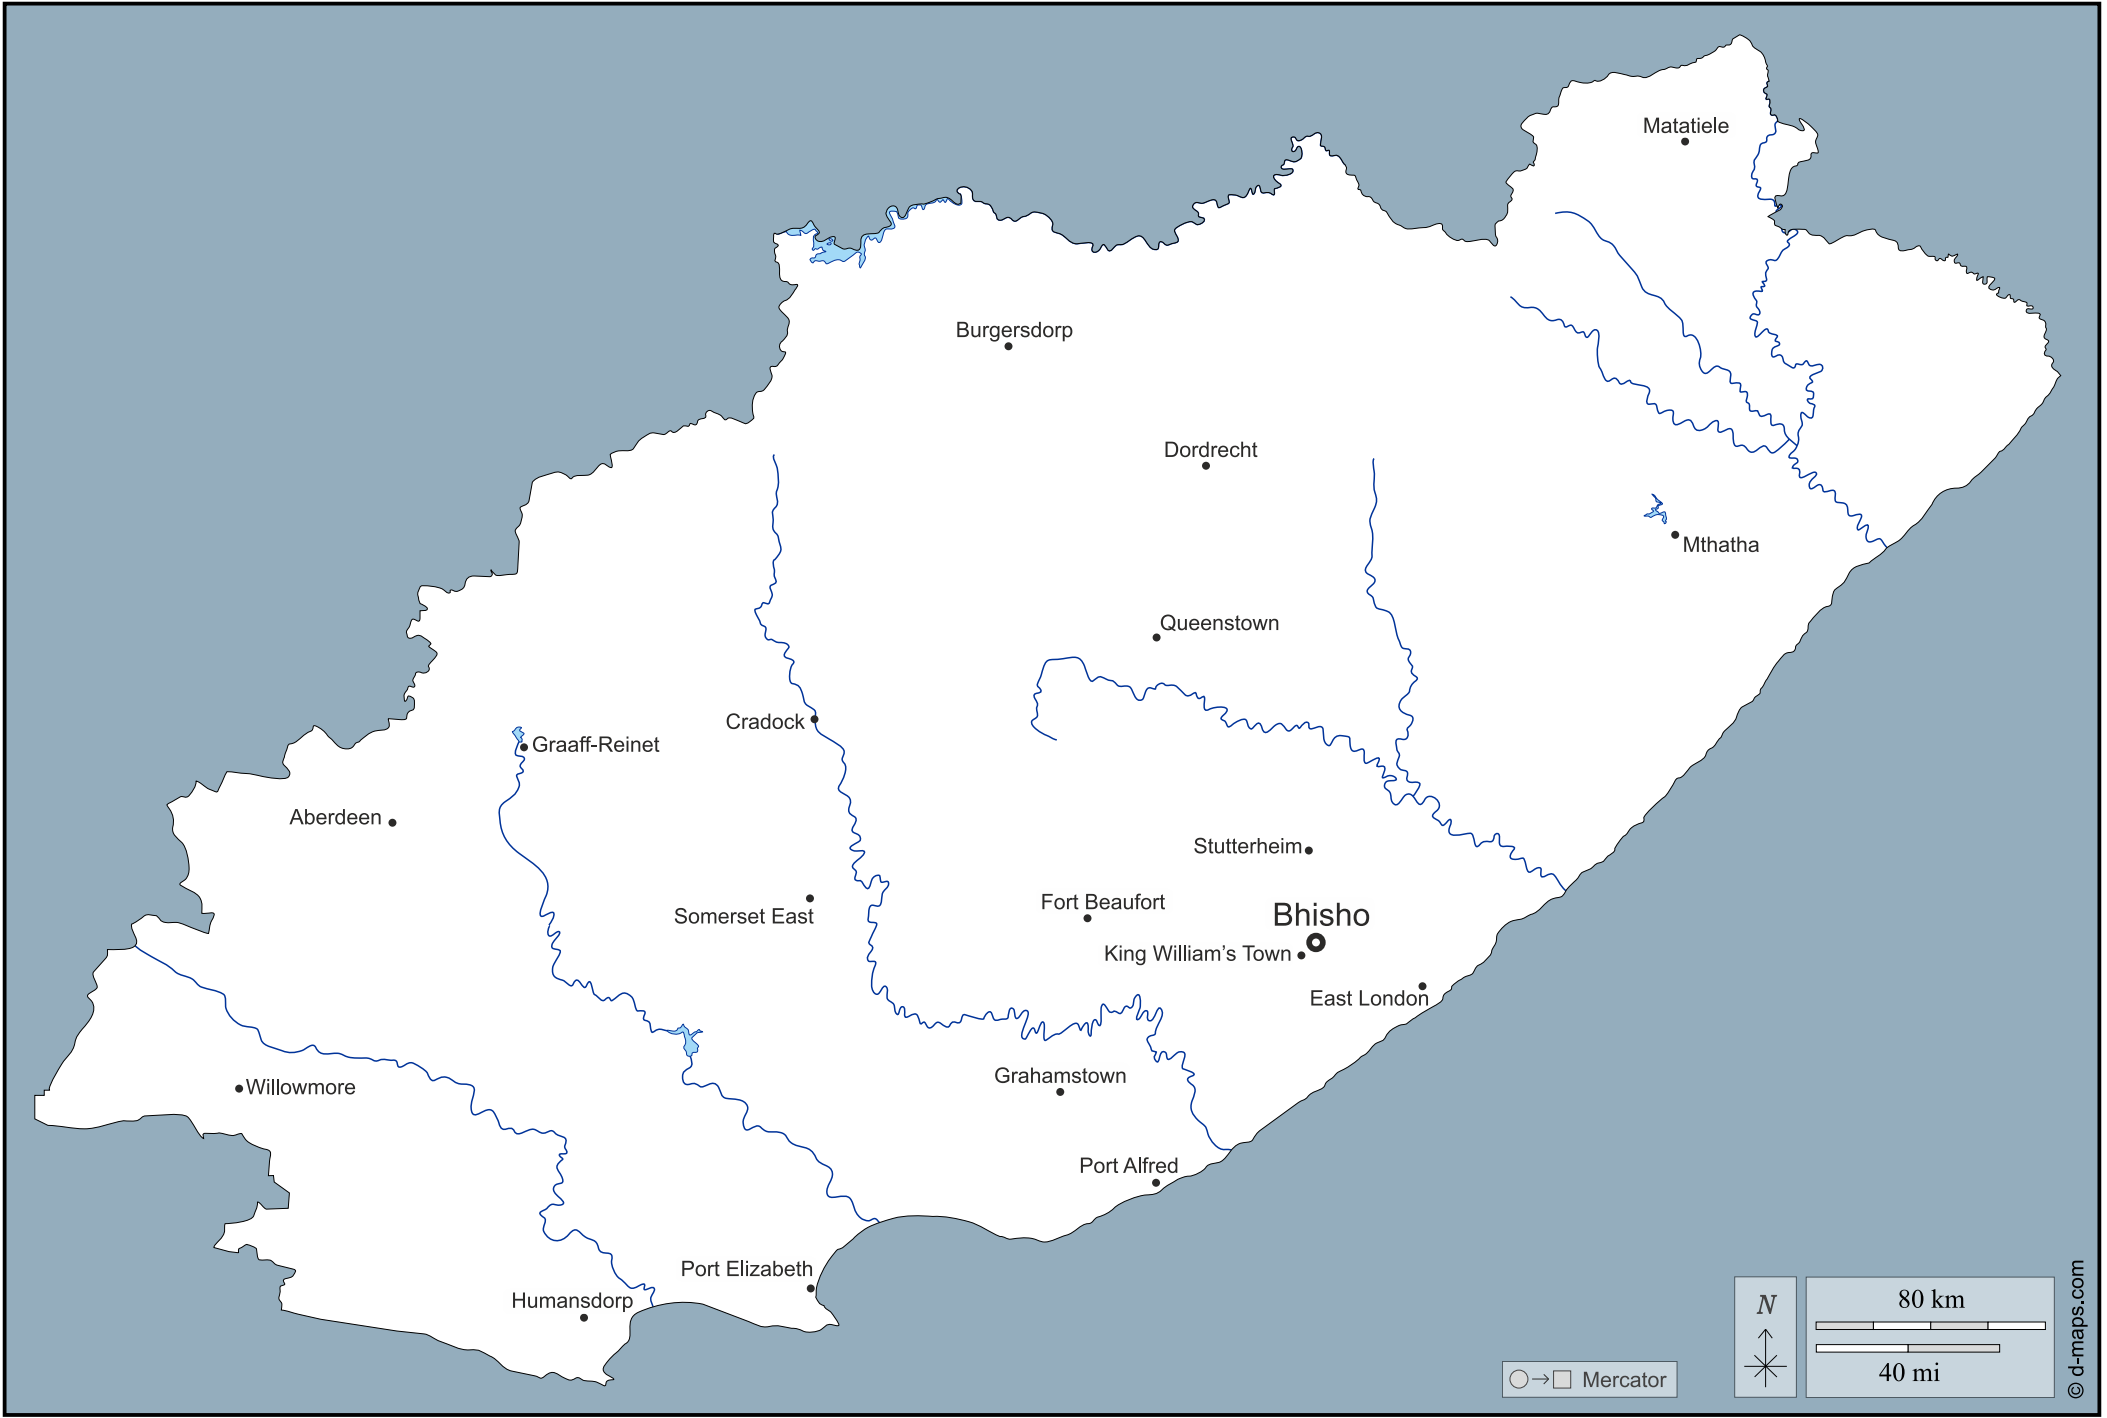 Matatiele
Burgersdorp
Dordrecht
Mthatha
Queenstown
Cradock
Graaff-Reinet
Aberdeen
Stutterheim
Fort Beaufort
Somerset East
Bhisho
King William’s Town
East London
Grahamstown
Willowmore
Port Alfred
Port Elizabeth
Humansdorp
N
80 km
40 mi
Mercator
© d-maps.com